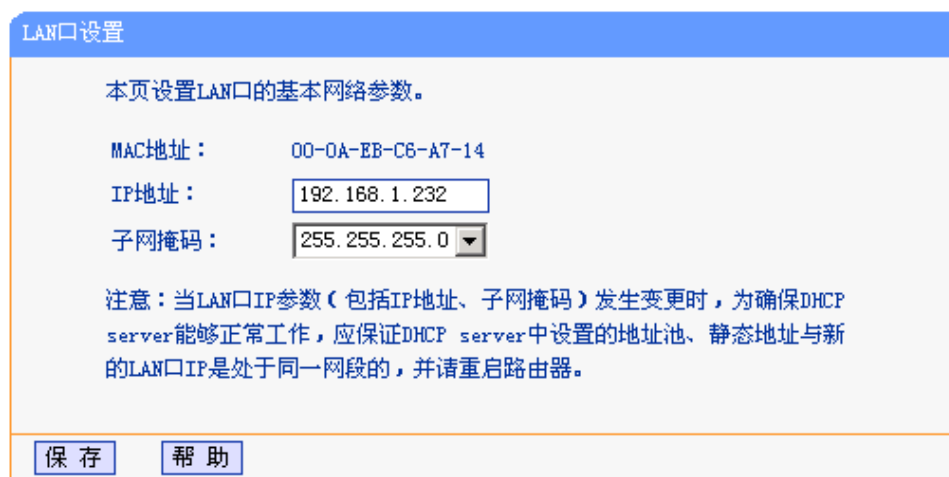 LAN口设置
本页设置LAN口的基本网络参数。
MAC地址： 00-0A-EB-C6-A7-14
IP地址： 192.168.1.232
子网掩码： 255.255.255.0
注意：当LAN口IP参数（包括IP地址、子网掩码）发生变更时，为确保DHCP
server能够正常工作，应保证DHCP server中设置的地址池、静态地址与新
的LAN口IP是处于同一网段的，并请重启路由器。
保 存 帮 助